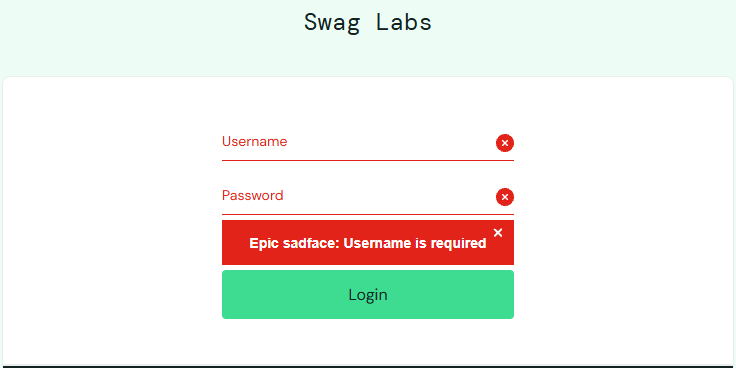 Swag Labs
Username
Password
Epic sadface: Username is required
Login